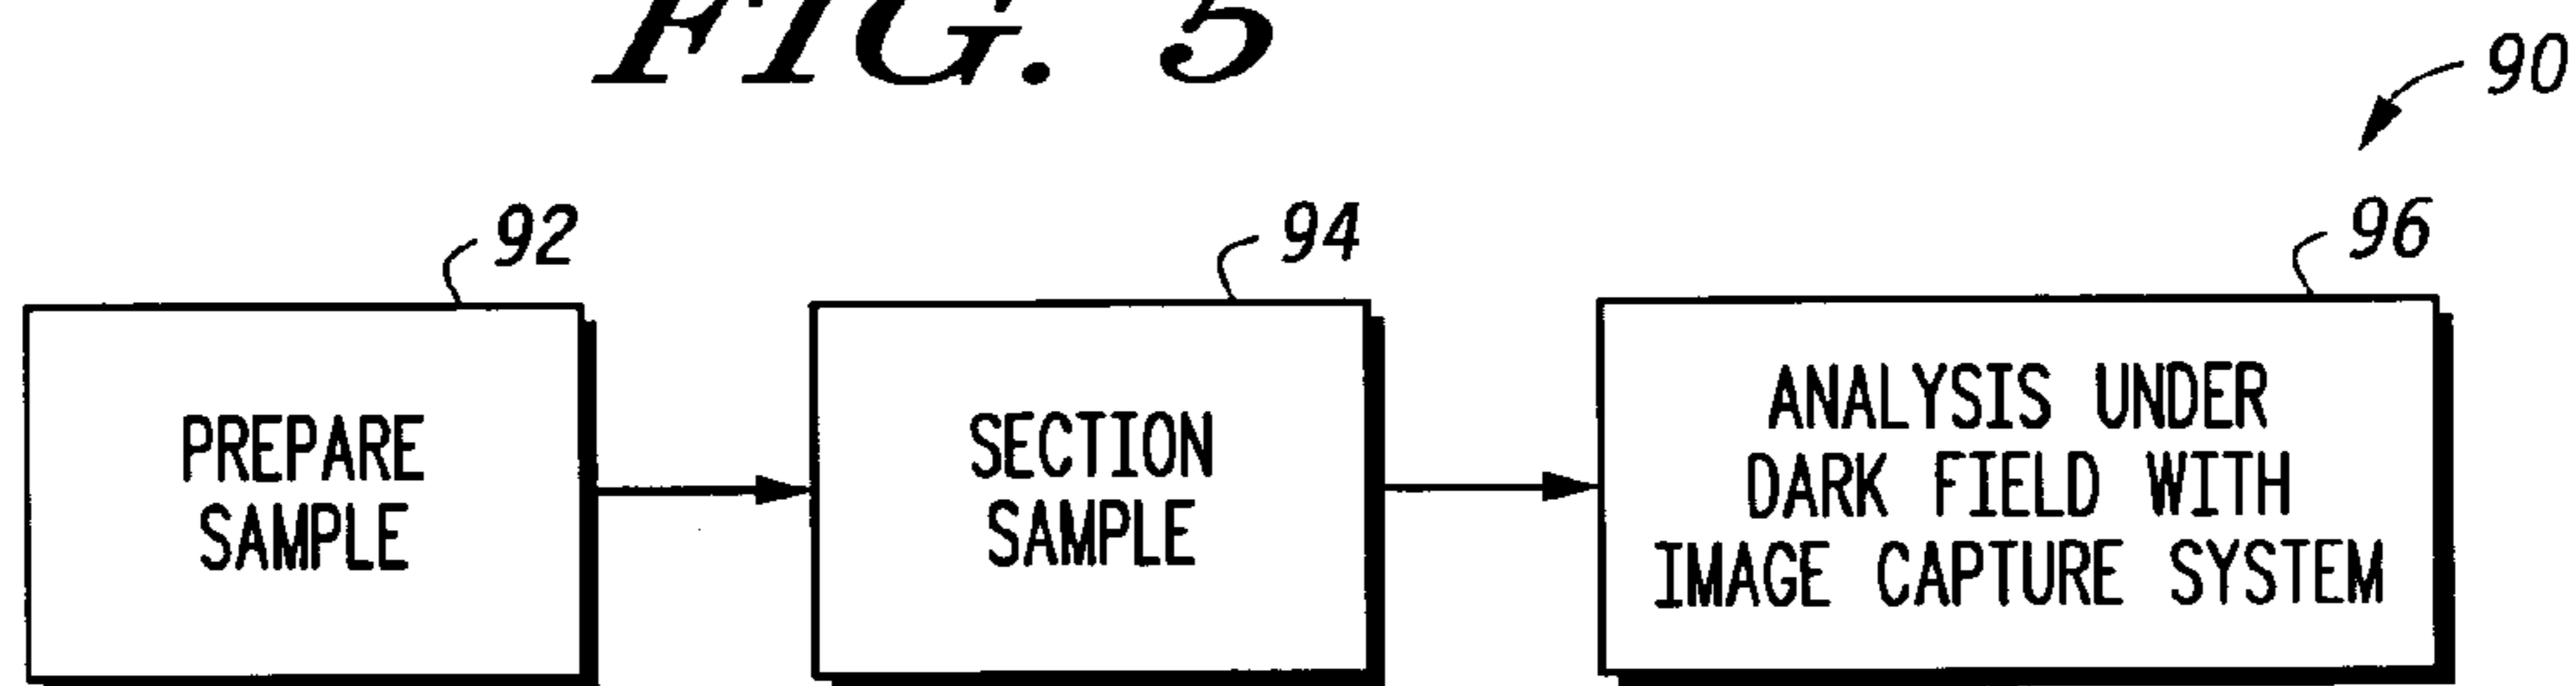 FIG. 5
90
92
94
96
PREPARE
SAMPLE
SECTION
SAMPLE
ANALYSIS UNDER
DARK FIELD WITH
IMAGE CAPTURE SYSTEM